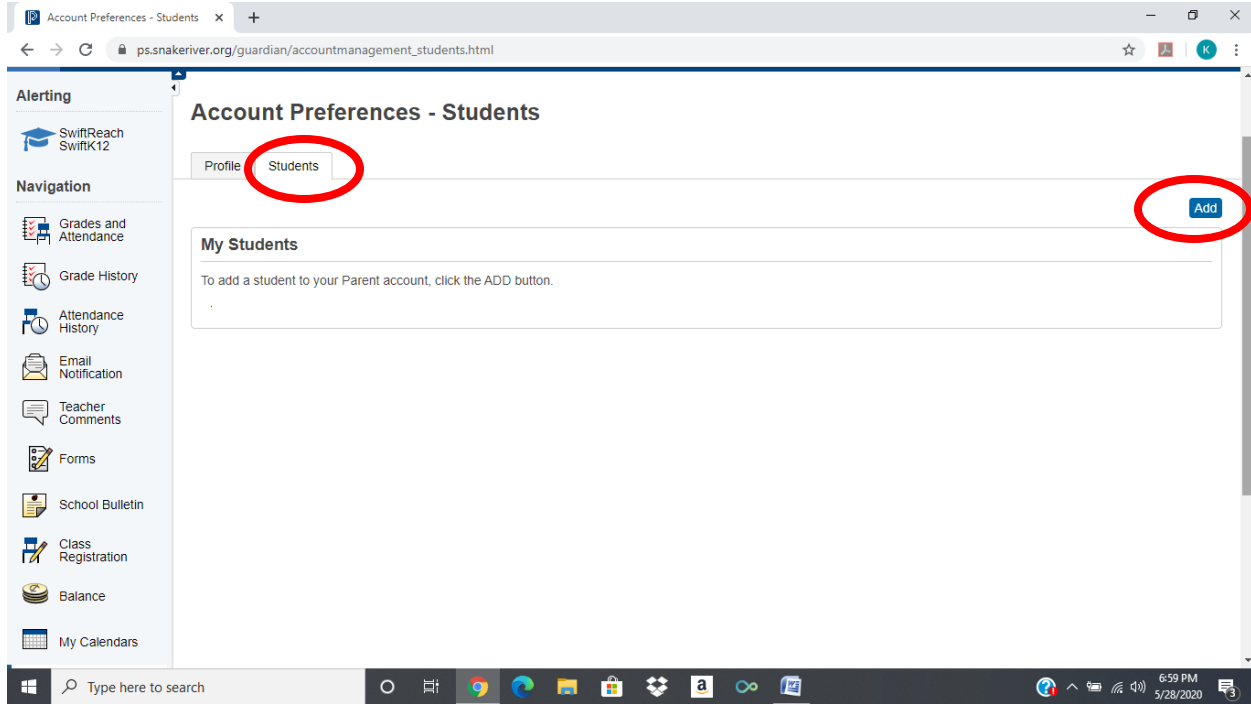 Account Preferences - Students
ps.snakeriver.org/guardian/accountmanagement_students.html
K
Alerting
SwiftReach
SwiftK12
Navigation
Grades and
Attendance
Grade History
Attendance
History
Email
Notification
Teacher
Comments
Forms
School Bulletin
Class
Registration
Balance
My Calendars
Account Preferences - Students
Profile
Students
Add
My Students
To add a student to your Parent account, click the ADD button.
.
Type here to search
a
6:59 PM
5/28/2020
3